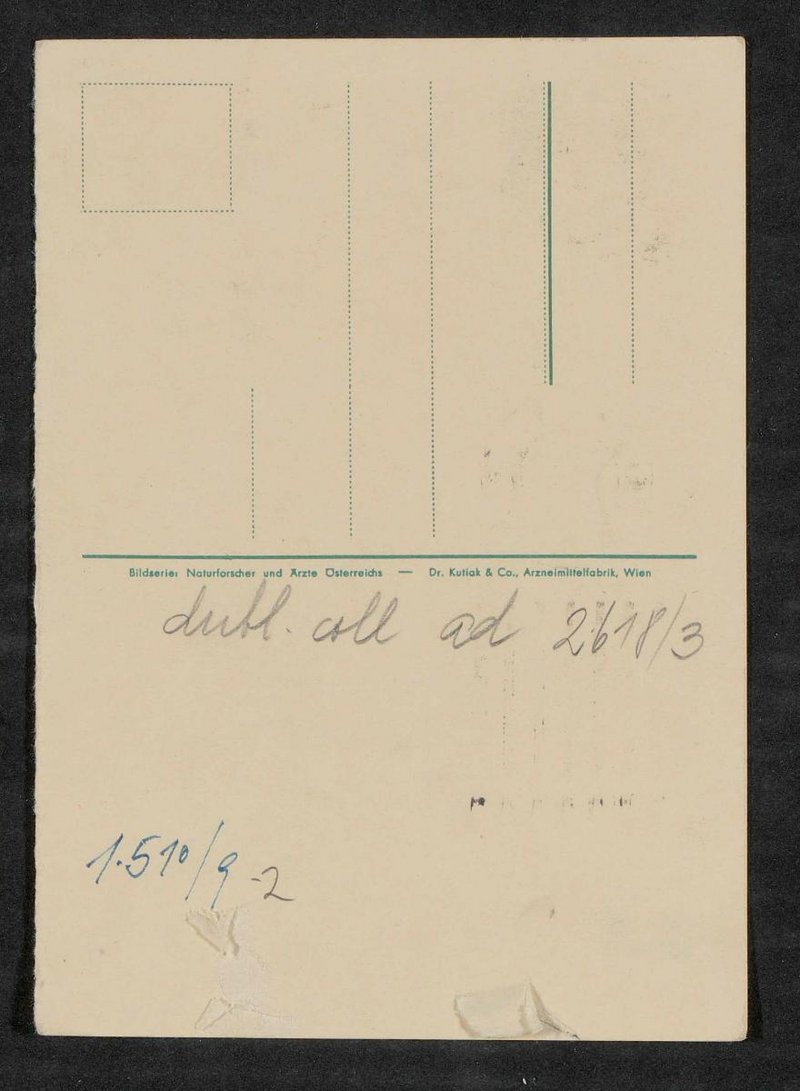 Bildserie: Naturforscher und Ärzte Österreichs — Dr. Kutiak & Co., Arzneimittelfabrik, Wien
dubl. coll ad 2618/3
1.510/9-2